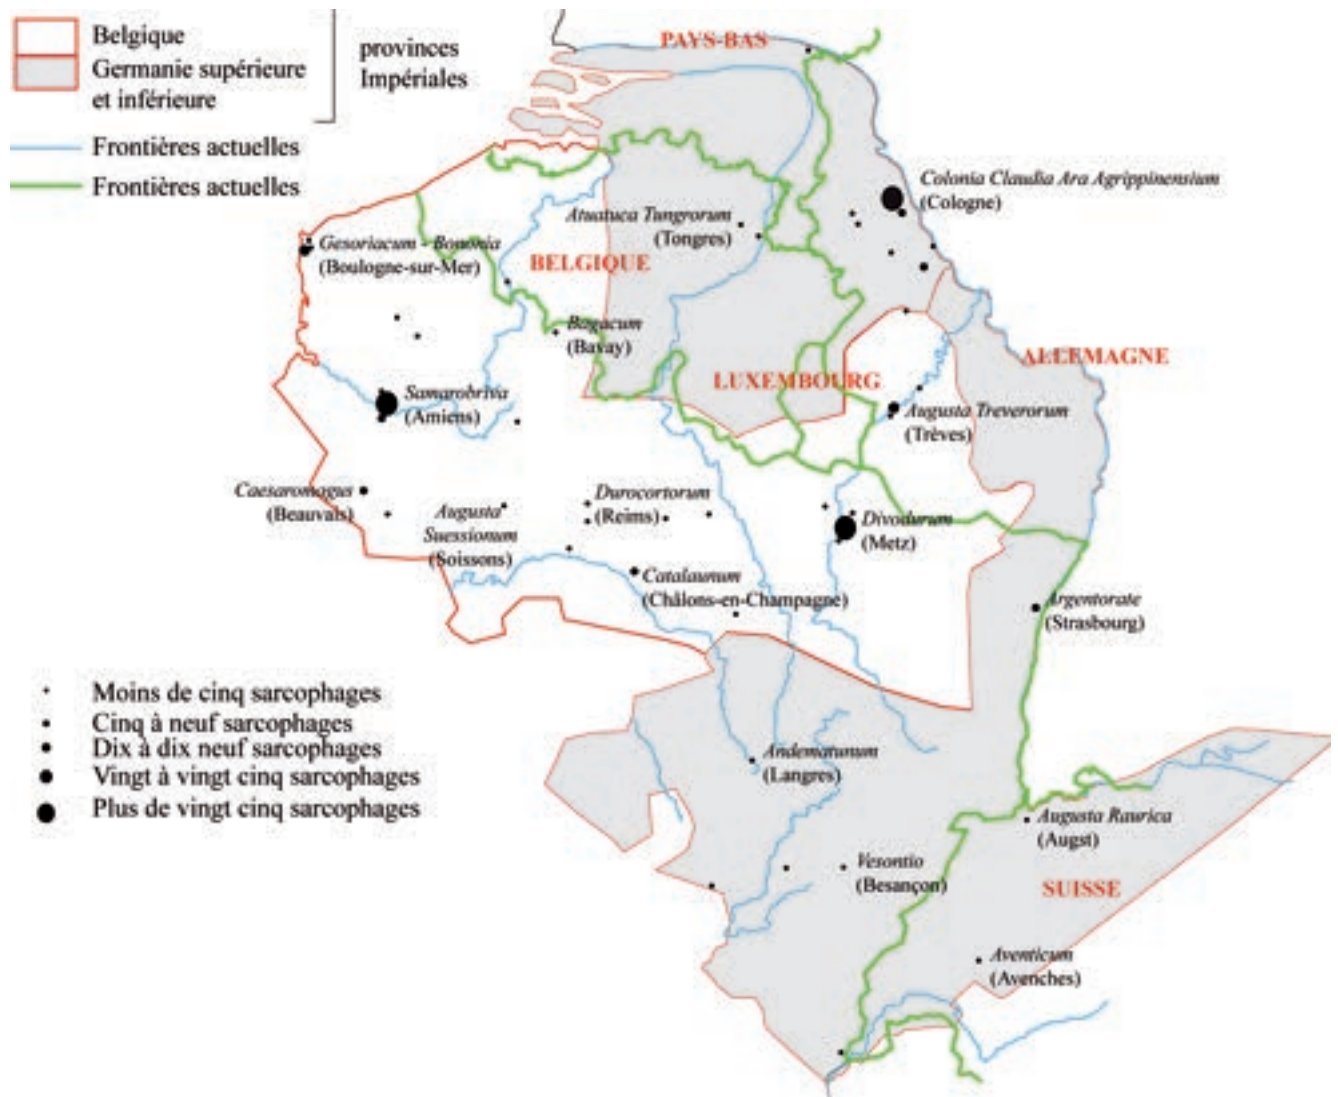 Belgique
Germanie supérieure
et inférieure
provinces
Impériales
Frontières actuelles
Frontières actuelles
PAYS-BAS
Colonia Claudia Ara Agrippinensium
(Cologne)
Atuatuca Tungrorum
(Tongres)
Gesoriacum - Bononia
(Boulogne-sur-Mer)
BELGIQUE
Bagacum
(Bavay)
ALLEMAGNE
LUXEMBOURG
Samarobriva
(Amiens)
Augusta Treverorum
(Trèves)
Caesaromagus
(Beauvais)
Augusta
Suessionum
(Soissons)
Durocortorum
(Reims)
Divodurum
(Metz)
Catalaunum
(Châlons-en-Champagne)
Argentorate
(Strasbourg)
Moins de cinq sarcophages
Cinq à neuf sarcophages
Dix à dix neuf sarcophages
Vingt à vingt cinq sarcophages
Plus de vingt cinq sarcophages
Andematunum
(Langres)
Augusta Raurica
(Augst)
Vesontio
(Besançon)
SUISSE
Aventicum
(Avenches)